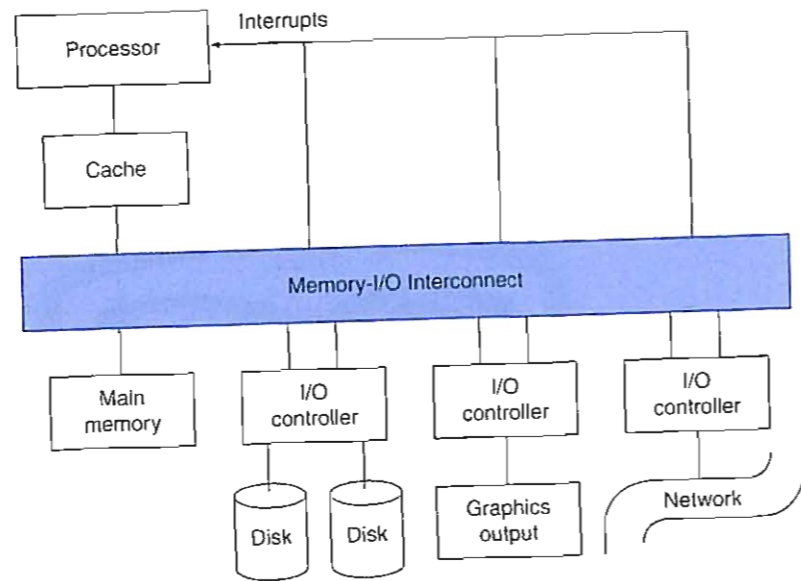 Interrupts
Processor
Cache
Memory-I/O Interconnect
Main
memory
I/O
controller
I/O
controller
I/O
controller
Disk
Disk
Graphics
output
Network